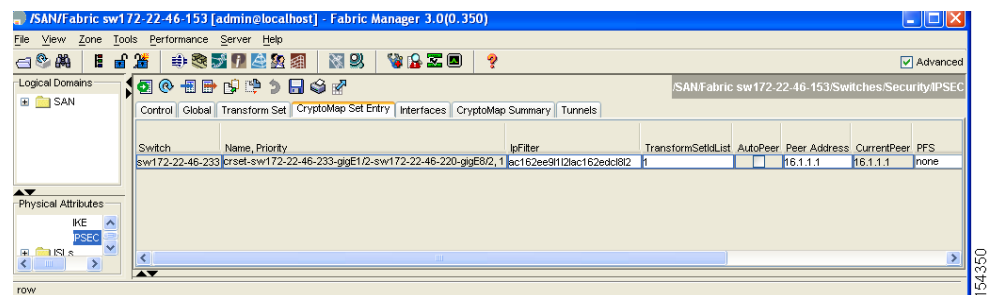 /SAN/Fabric sw172-22-46-153 [admin@localhost] - Fabric Manager 3.0(0.350)
File View Zone Tools Performance Server Help
Advanced
Logical Domains
SAN
/SAN/Fabric sw172-22-46-153/Switches/Security/IPSEC
Control Global Transform Set CryptoMap Set Entry Interfaces CryptoMap Summary Tunnels
Switch Name, Priority IpFilter TransformSetIdList AutoPeer Peer Address CurrentPeer PFS
sw172-22-46-233 crset-sw172-22-46-233-gigE1/2-sw172-22-46-220-gigE8/2, 1 1 16.1.1.1 16.1.1.1 none
Physical Attributes
IKE
IPSEC
ISLs
row
154350